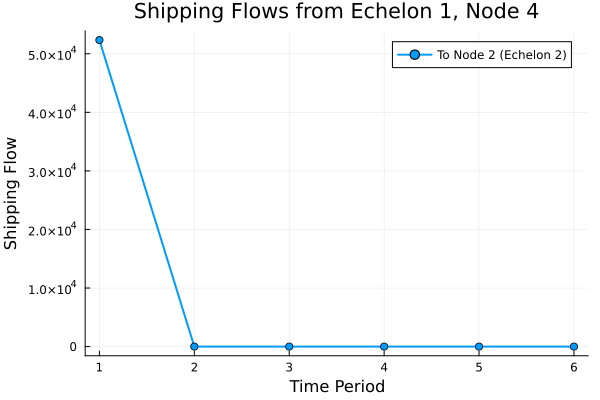 Shipping Flows from Echelon 1, Node 4
To Node 2 (Echelon 2)
5.0×10⁴
4.0×10⁴
3.0×10⁴
2.0×10⁴
1.0×10⁴
0
Shipping Flow
1 2 3 4 5 6
Time Period